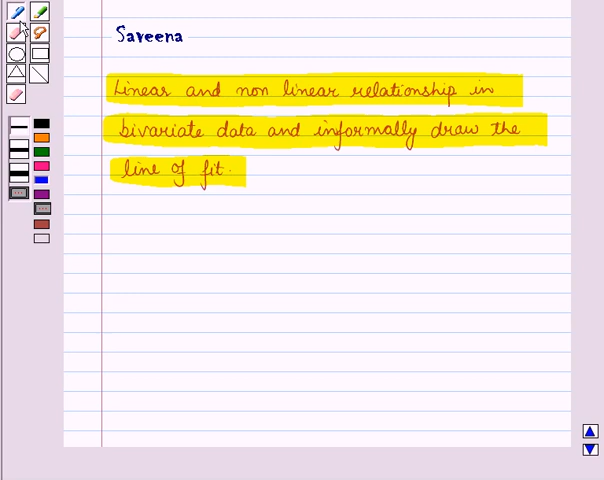 Saveena
Linear and non linear relationship in
bivariate data and informally draw the
line of fit.